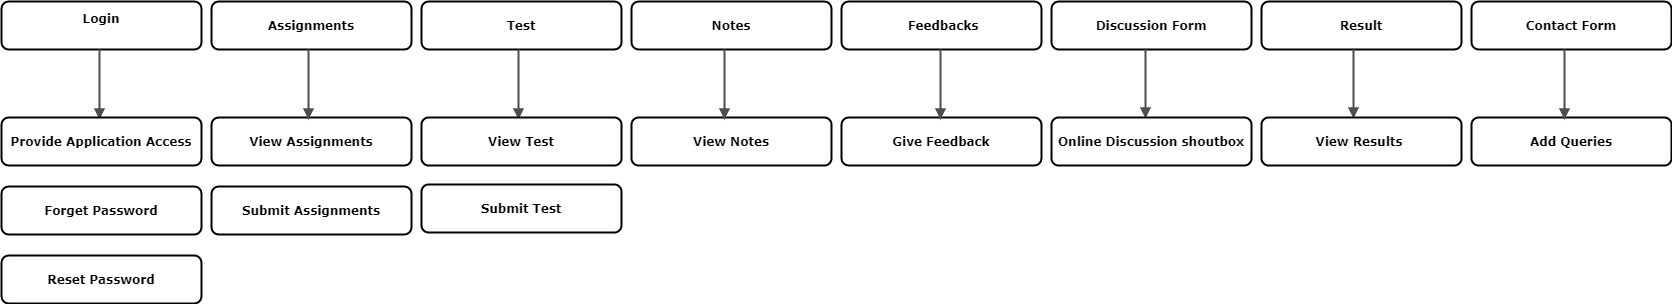 Login
Assignments
Test
Notes
Feedbacks
Discussion Form
Result
Contact Form
Provide Application Access
View Assignments
View Test
View Notes
Give Feedback
Online Discussion shoutbox
View Results
Add Queries
Forget Password
Submit Assignments
Submit Test
Reset Password